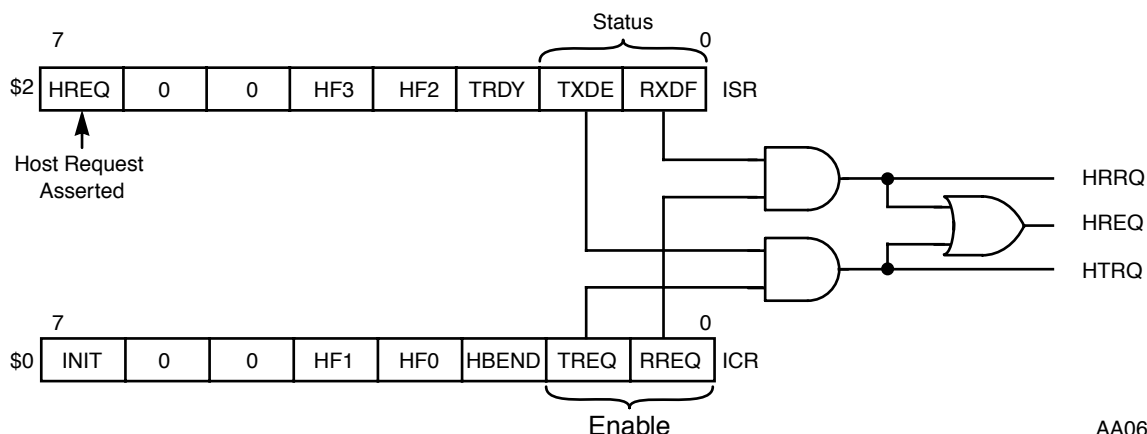 Status
7 0
$2 HREQ 0 0 HF3 HF2 TRDY TXDE RXDF ISR
Host Request
Asserted
HRRQ
HREQ
HTRQ
7 0
$0 INIT 0 0 HF1 HF0 HBEND TREQ RREQ ICR
Enable
AA06